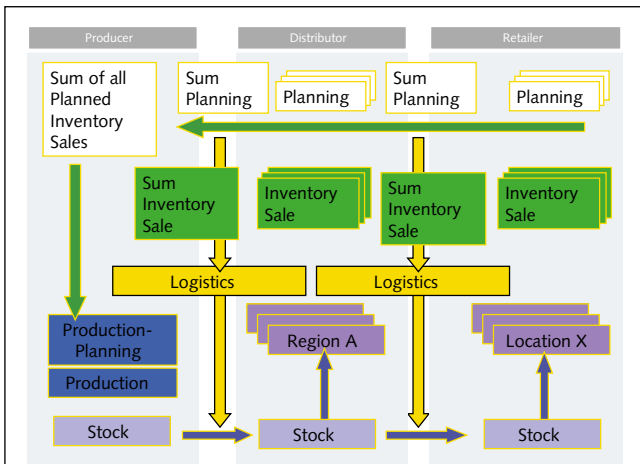 Producer
Distributor
Retailer
Sum of all
Planned
Inventory
Sales
Sum
Planning
Planning
Sum
Planning
Planning
Sum
Inventory
Sale
Inventory
Sale
Sum
Inventory
Sale
Inventory
Sale
Logistics
Logistics
Production-
Planning
Production
Region A
Location X
Stock
Stock
Stock